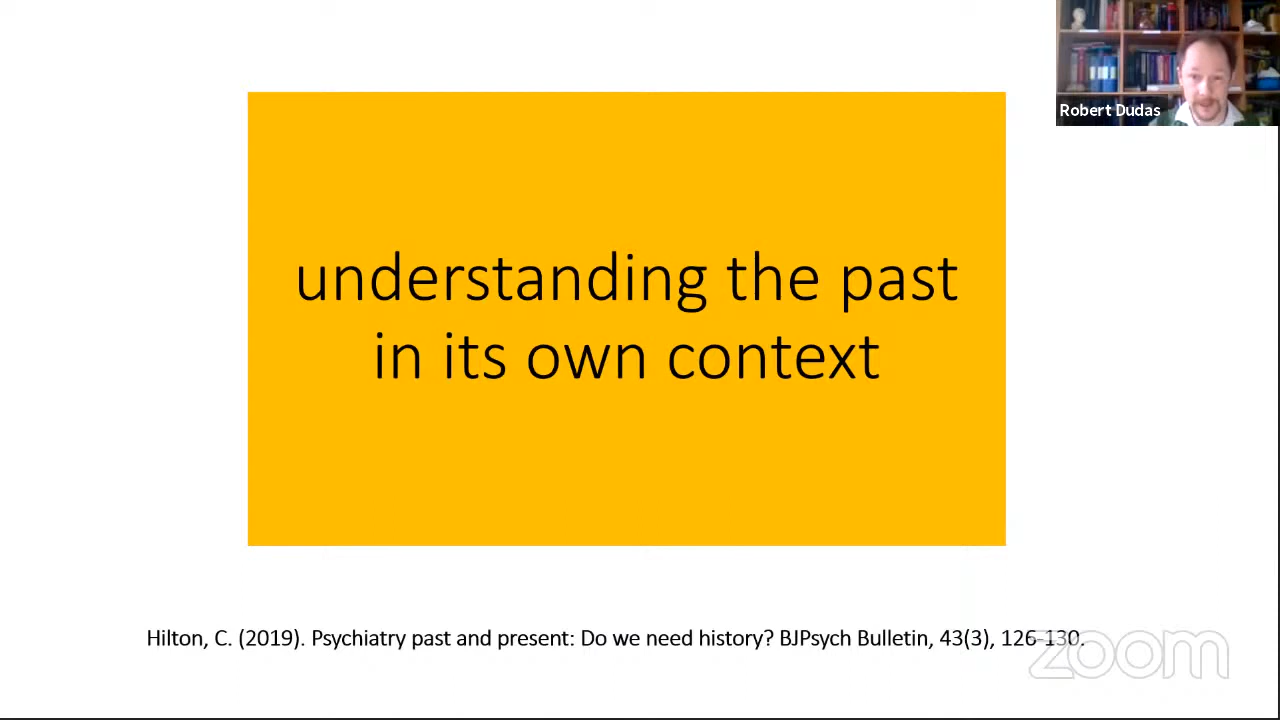 Robert Dudas
understanding the past
in its own context
Hilton, C. (2019). Psychiatry past and present: Do we need history? BJPsych Bulletin, 43(3), 126-130.
zoom